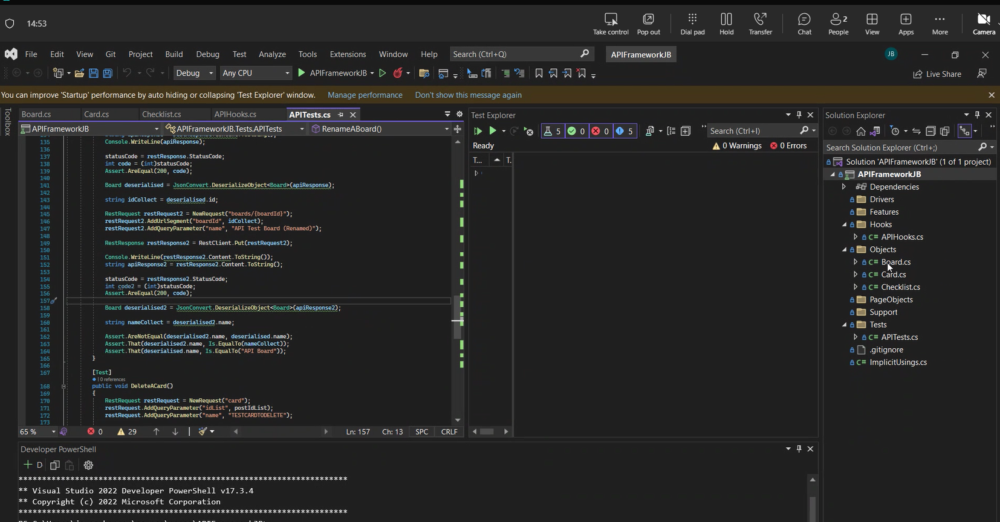 14:53
Take control Pop out Dial pad Hold Transfer Chat People 2 View Apps More Camera
File Edit View Git Project Build Debug Test Analyze Tools Extensions Window Help Search (Ctrl+Q) APIFrameworkJB JB
Debug Any CPU APIFrameworkJB Live Share
You can improve 'Startup' performance by auto hiding or collapsing 'Test Explorer' window. Manage performance Don't show this message again
Toolbox
Board.cs Card.cs Checklist.cs APIHooks.cs APITests.cs
APIFrameworkJB APIFrameworkJB.Tests.APITests RenameABoard()
135 Console.WriteLine(apiResponse);
136
137 statusCode = restResponse.StatusCode;
138 int code = (int)statusCode;
139 Assert.AreEqual(200, code);
140
141 Board deserialised = JsonConvert.DeserializeObject<Board>(apiResponse);
142
143 string idCollect = deserialised.id;
144
145 RestRequest restRequest2 = NewRequest("boards/{boardId}");
146 restRequest2.AddUrlSegment("boardId", idCollect);
147 restRequest2.AddQueryParameter("name", "API Test Board (Renamed)");
148
149 RestResponse restResponse2 = RestClient.Put(restRequest2);
150
151 Console.WriteLine(restResponse2.Content.ToString());
152 string apiResponse2 = restResponse2.Content.ToString();
153
154 statusCode = restResponse2.StatusCode;
155 int code2 = (int)statusCode;
156 Assert.AreEqual(200, code);
157
158 Board deserialised2 = JsonConvert.DeserializeObject<Board>(apiResponse2);
159
160 string nameCollect = deserialised2.name;
161
162 Assert.AreNotEqual(deserialised2.name, deserialised.name);
163 Assert.That(deserialised2.name, Is.EqualTo(nameCollect));
164 Assert.That(deserialised.name, Is.EqualTo("API Board"));
165 }
166
167 [Test]
0 references
168 public void DeleteACard()
169 {
170 RestRequest restRequest = NewRequest("card");
171 restRequest.AddQueryParameter("idList", postIdList);
172 restRequest.AddQueryParameter("name", "TESTCARDTODELETE");
173
65 % 0 29 Ln: 157 Ch: 13 SPC CRLF
Test Explorer
5 0 0 5 Search (Ctrl+I)
Ready 0 Warnings 0 Errors
T... T.
Solution Explorer
Search Solution Explorer (Ctrl+;)
Solution 'APIFrameworkJB' (1 of 1 project)
APIFrameworkJB
Dependencies
Drivers
Features
Hooks
C# APIHooks.cs
Objects
C# Board.cs
C# Card.cs
C# Checklist.cs
PageObjects
Support
Tests
C# APITests.cs
.gitignore
C# ImplicitUsings.cs
Developer PowerShell
+ D
**********************************************************************
** Visual Studio 2022 Developer PowerShell v17.3.4
** Copyright (c) 2022 Microsoft Corporation
**********************************************************************